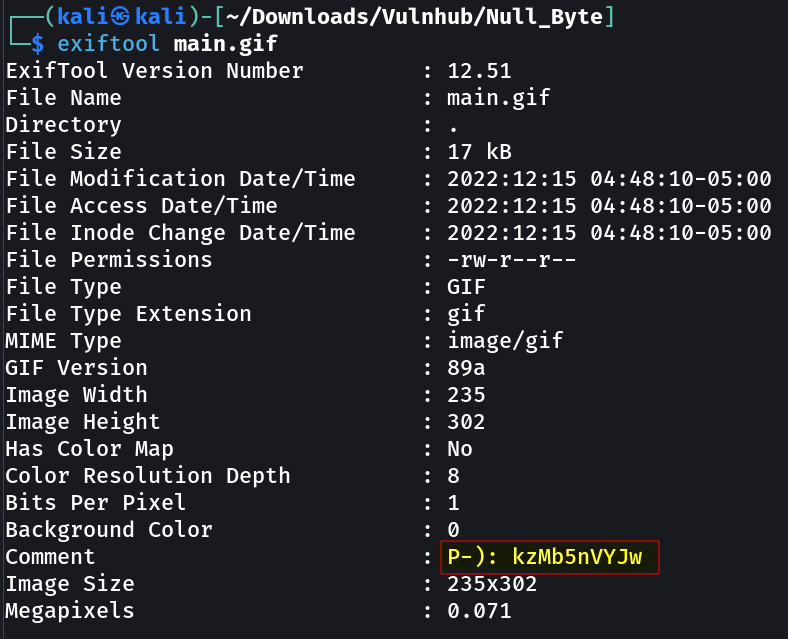 ┌──(kali㉿kali)-[~/Downloads/Vulnhub/Null_Byte]
└─$ exiftool main.gif
ExifTool Version Number         : 12.51
File Name                       : main.gif
Directory                       : .
File Size                       : 17 kB
File Modification Date/Time     : 2022:12:15 04:48:10-05:00
File Access Date/Time           : 2022:12:15 04:48:10-05:00
File Inode Change Date/Time     : 2022:12:15 04:48:10-05:00
File Permissions                : -rw-r--r--
File Type                       : GIF
File Type Extension             : gif
MIME Type                       : image/gif
GIF Version                     : 89a
Image Width                     : 235
Image Height                    : 302
Has Color Map                   : No
Color Resolution Depth          : 8
Bits Per Pixel                  : 1
Background Color                : 0
Comment                         : P-): kzMb5nVYJw
Image Size                      : 235x302
Megapixels                      : 0.071